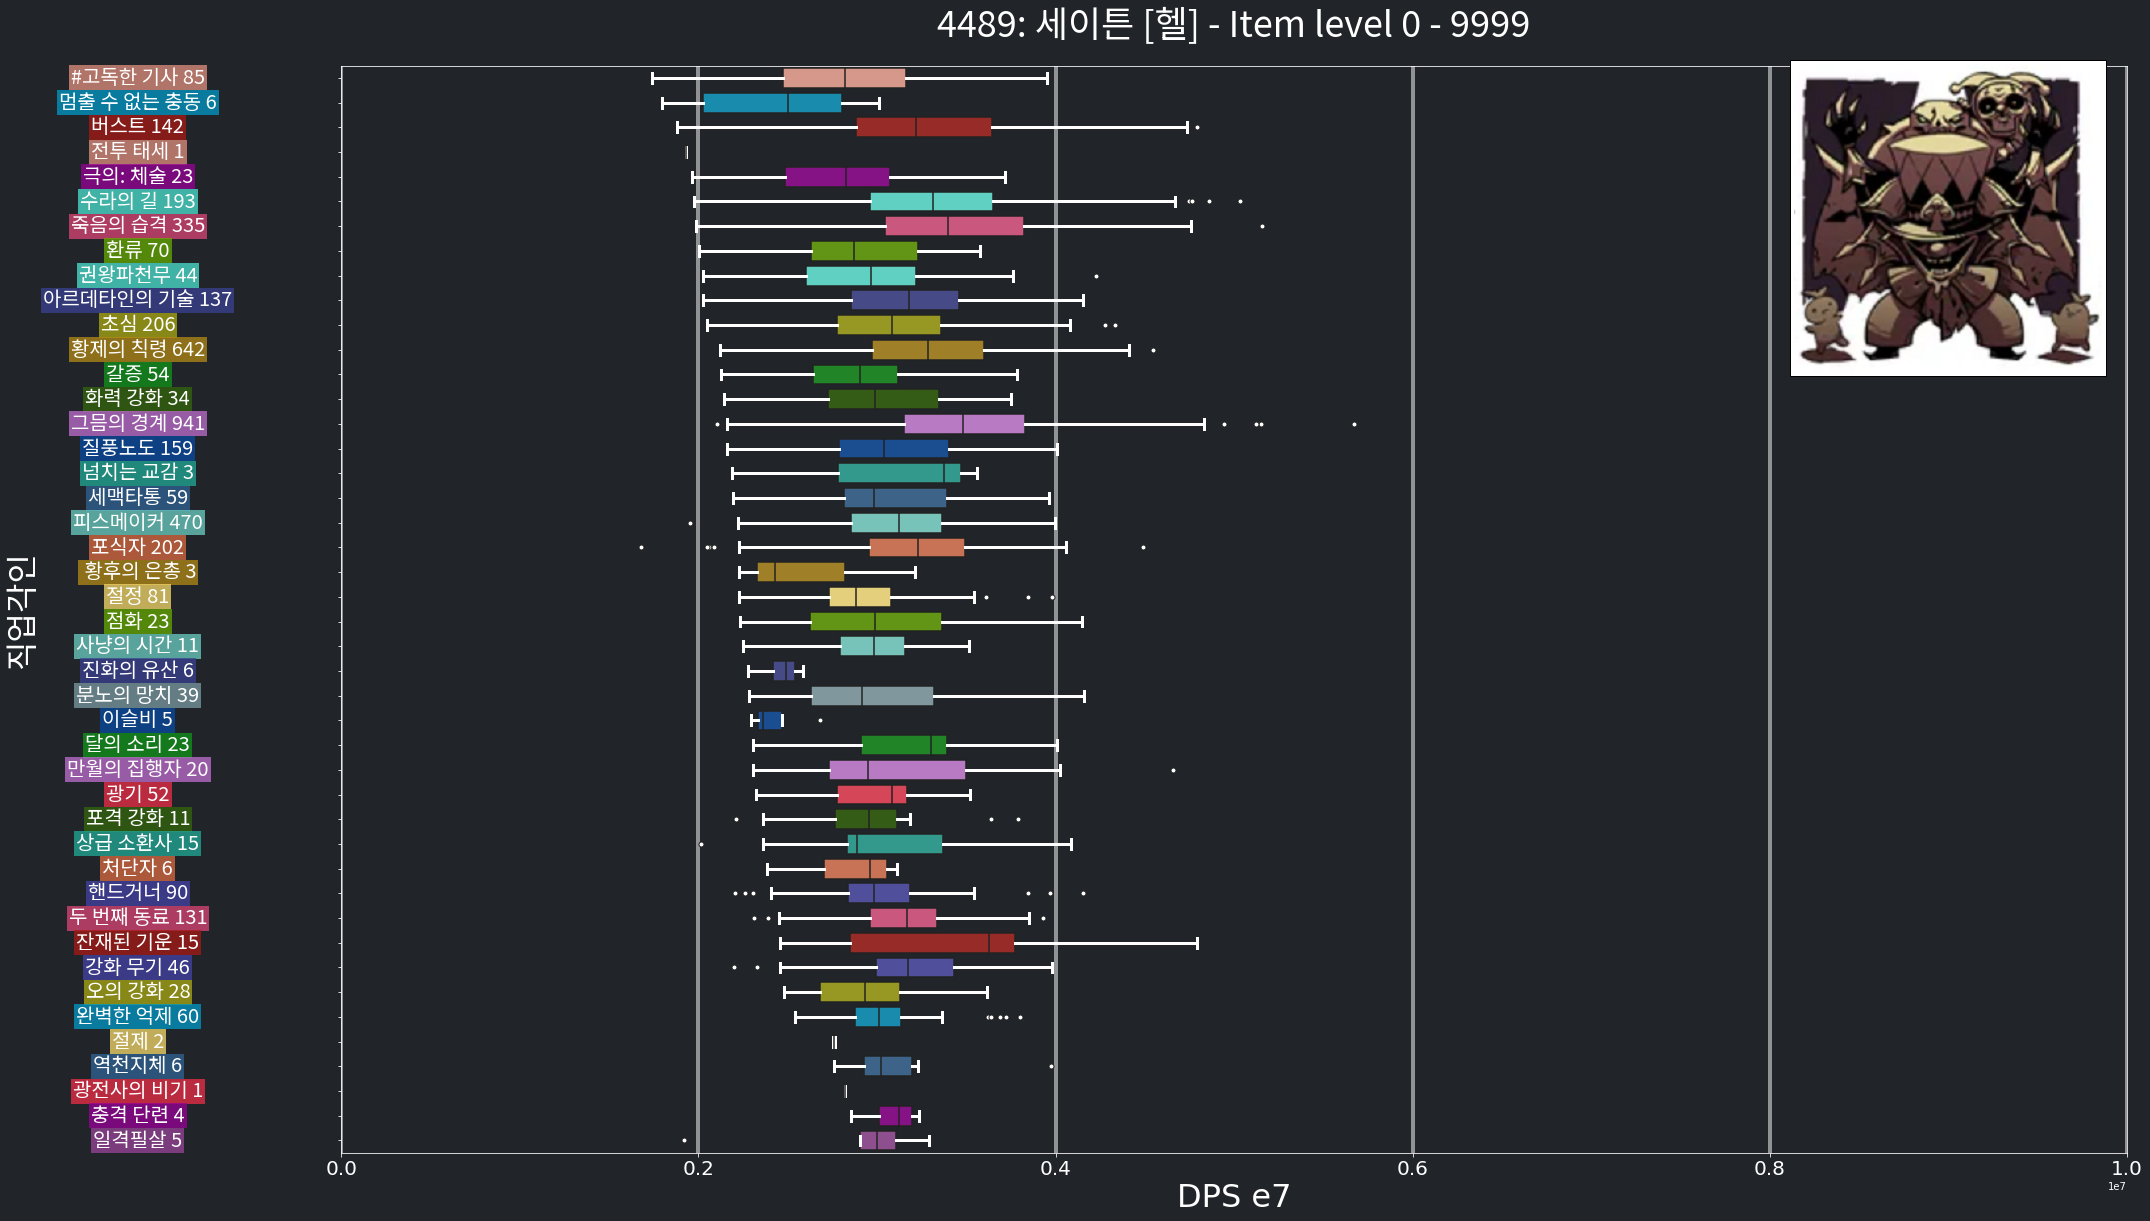 4489: 세이튼 [헬] - Item level 0 - 9999
#고독한 기사 85
멈출 수 없는 충동 6
버스트 142
전투 태세 1
극의: 체술 23
수라의 길 193
죽음의 습격 335
환류 70
권왕파천무 44
아르데타인의 기술 137
초심 206
황제의 칙령 642
갈증 54
화력 강화 34
그믐의 경계 941
질풍노도 159
넘치는 교감 3
세맥타통 59
피스메이커 470
포식자 202
황후의 은총 3
절정 81
점화 23
사냥의 시간 11
진화의 유산 6
분노의 망치 39
이슬비 5
달의 소리 23
만월의 집행자 20
광기 52
포격 강화 11
상급 소환사 15
처단자 6
핸드거너 90
두 번째 동료 131
잔재된 기운 15
강화 무기 46
오의 강화 28
완벽한 억제 60
절제 2
역천지체 6
광전사의 비기 1
충격 단련 4
일격필살 5
직업각인
0.0 0.2 0.4 0.6 0.8 1.0
1e7
DPS e7